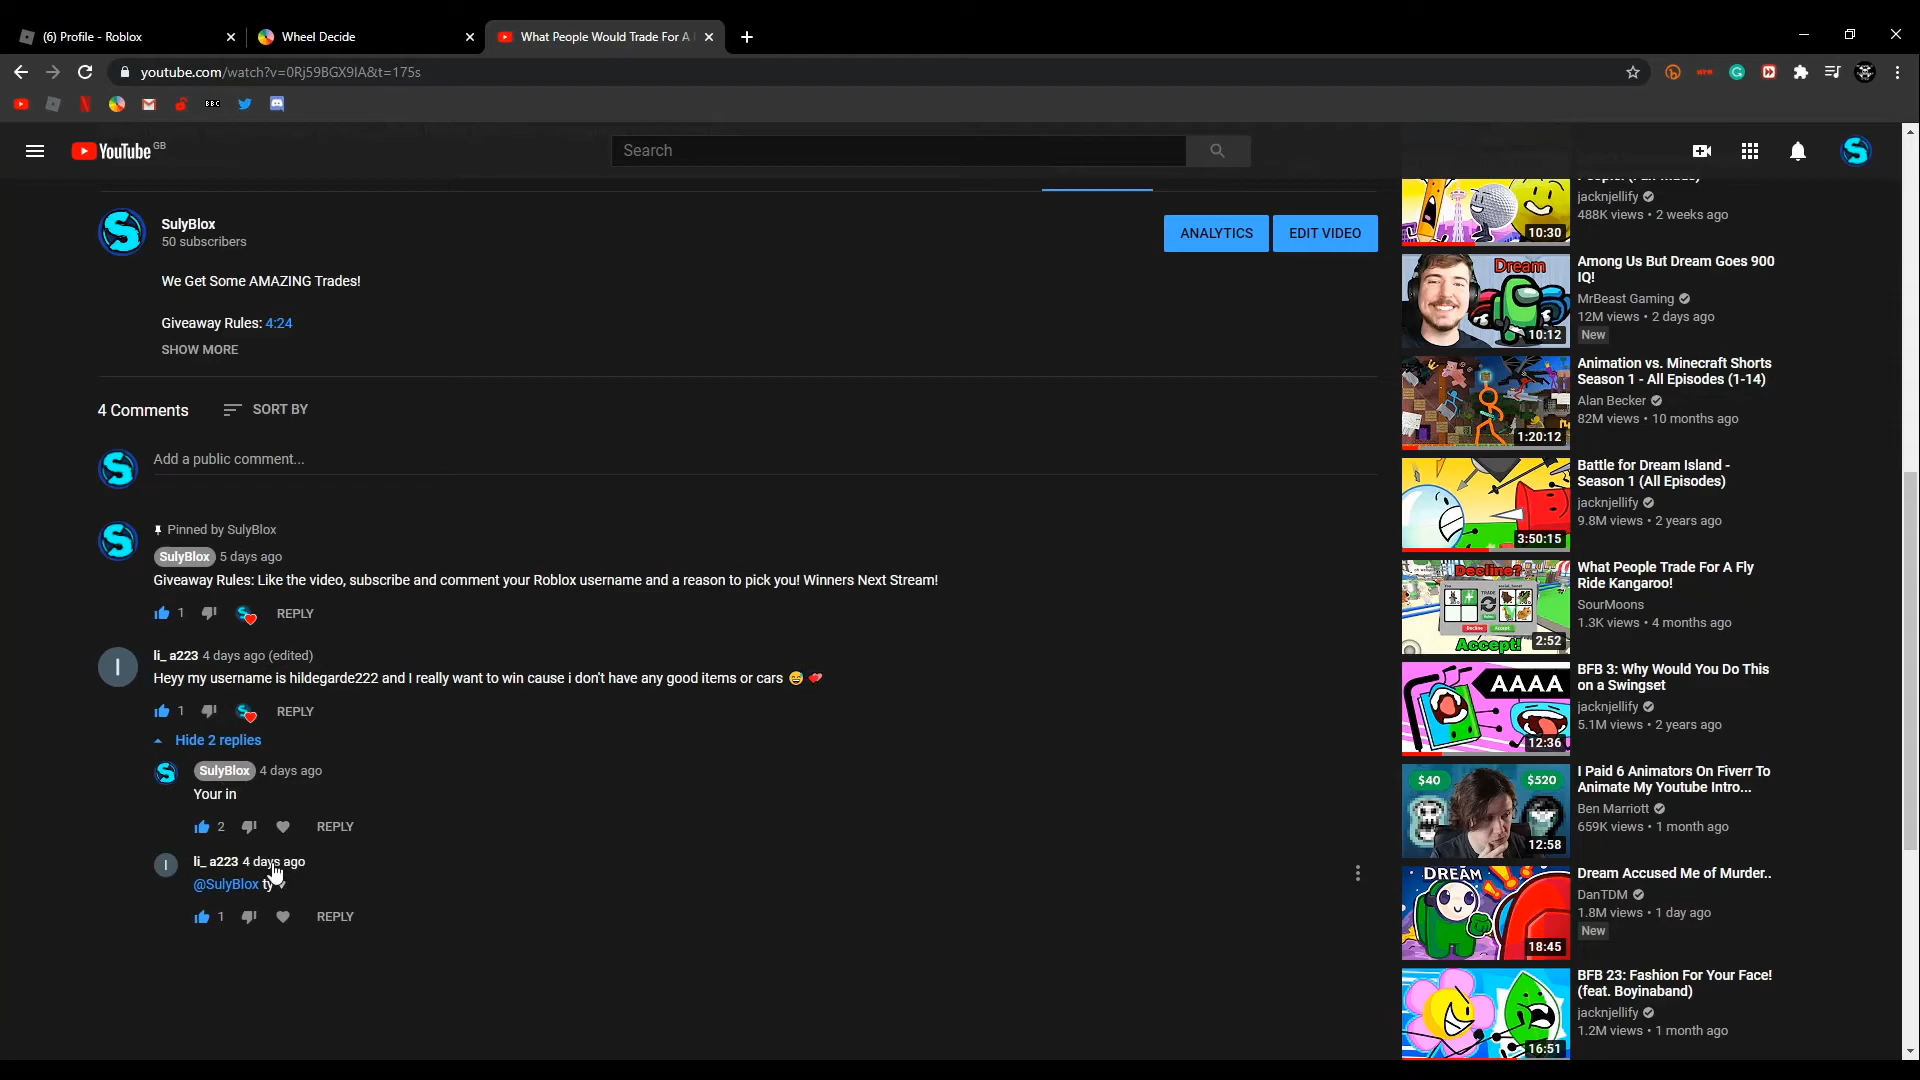 (6) Profile - Roblox
Wheel Decide
What People Would Trade For A
youtube.com/watch?v=0Rj59BGX9IA&t=175s
BBC
YouTube GB
Search
SulyBlox
50 subscribers
ANALYTICS
EDIT VIDEO
We Get Some AMAZING Trades!
Giveaway Rules: 4:24
SHOW MORE
4 Comments
SORT BY
Add a public comment...
Pinned by SulyBlox
SulyBlox 5 days ago
Giveaway Rules: Like the video, subscribe and comment your Roblox username and a reason to pick you! Winners Next Stream!
1
REPLY
I
li_ a223 4 days ago (edited)
Heyy my username is hildegarde222 and I really want to win cause i don't have any good items or cars 😄 💕
1
REPLY
Hide 2 replies
SulyBlox 4 days ago
Your in
2
REPLY
I
li_ a223 4 days ago
@SulyBlox ty
1
REPLY
jacknjellify
488K views • 2 weeks ago
10:30
Among Us But Dream Goes 900
IQ!
MrBeast Gaming
12M views • 2 days ago
New
Dream
10:12
Animation vs. Minecraft Shorts
Season 1 - All Episodes (1-14)
Alan Becker
82M views • 10 months ago
1:20:12
Battle for Dream Island -
Season 1 (All Episodes)
jacknjellify
9.8M views • 2 years ago
3:50:15
What People Trade For A Fly
Ride Kangaroo!
SourMoons
1.3K views • 4 months ago
Decline?
Accept!
2:52
BFB 3: Why Would You Do This
on a Swingset
jacknjellify
5.1M views • 2 years ago
AAAA
12:36
I Paid 6 Animators On Fiverr To
Animate My Youtube Intro...
Ben Marriott
659K views • 1 month ago
$40
$520
12:58
Dream Accused Me of Murder..
DanTDM
1.8M views • 1 day ago
New
DREAM
18:45
BFB 23: Fashion For Your Face!
(feat. Boyinaband)
jacknjellify
1.2M views • 1 month ago
16:51